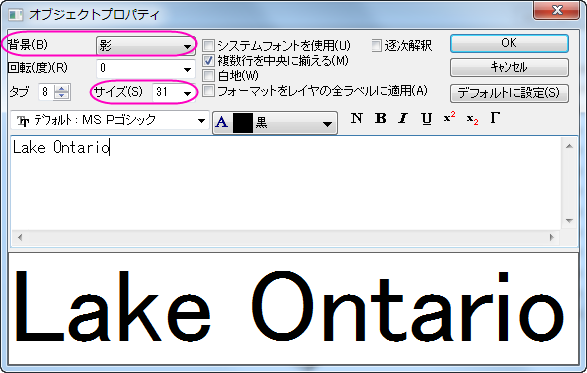 オブジェクトプロパティ
背景(B) 影 システムフォントを使用(U) 逐次解釈 OK
回転(度)(R) 0 複数行を中央に揃える(M) キャンセル
白地(W)
タブ 8 サイズ(S) 31 フォーマットをレイヤの全ラベルに適用(A) デフォルトに設定(S)
デフォルト：MS Pゴシック A 黒 N B I U x² x₂ Γ
Lake Ontario
Lake Ontario